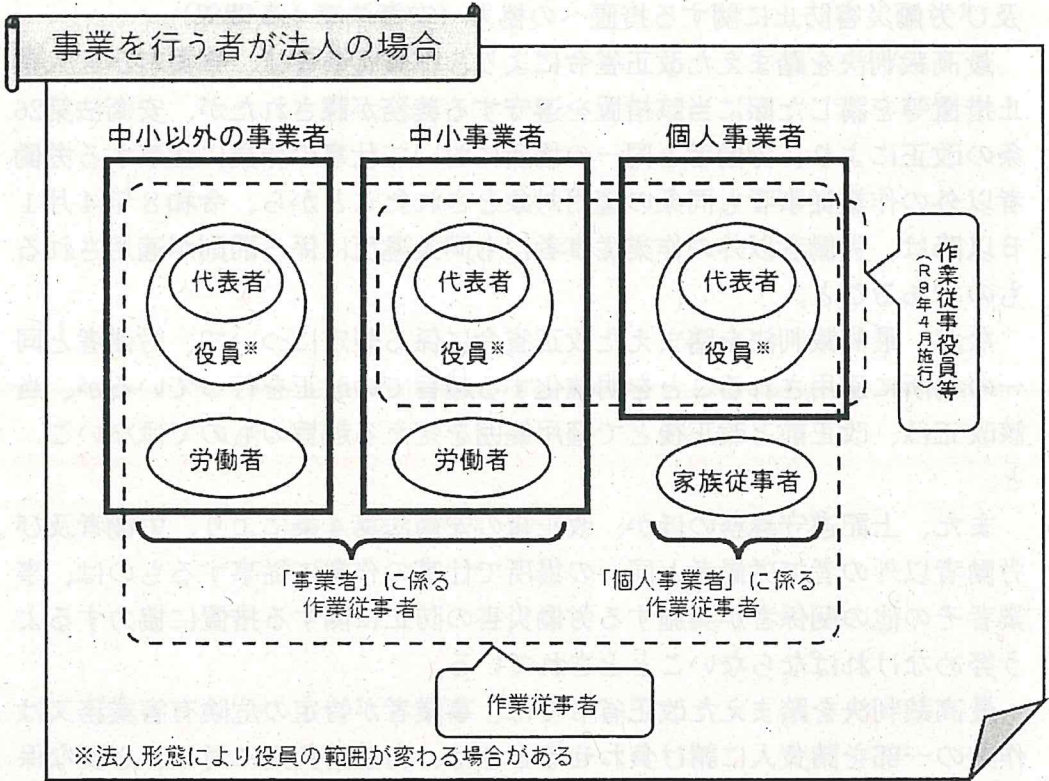 事業を行う者が法人の場合
中小以外の事業者
中小事業者
個人事業者
代表者
役員※
労働者
代表者
役員※
労働者
代表者
役員※
家族従事者
作業従事役員等
(R9年4月施行)
「事業者」に係る
作業従事者
「個人事業者」に係る
作業従事者
作業従事者
※法人形態により役員の範囲が変わる場合がある